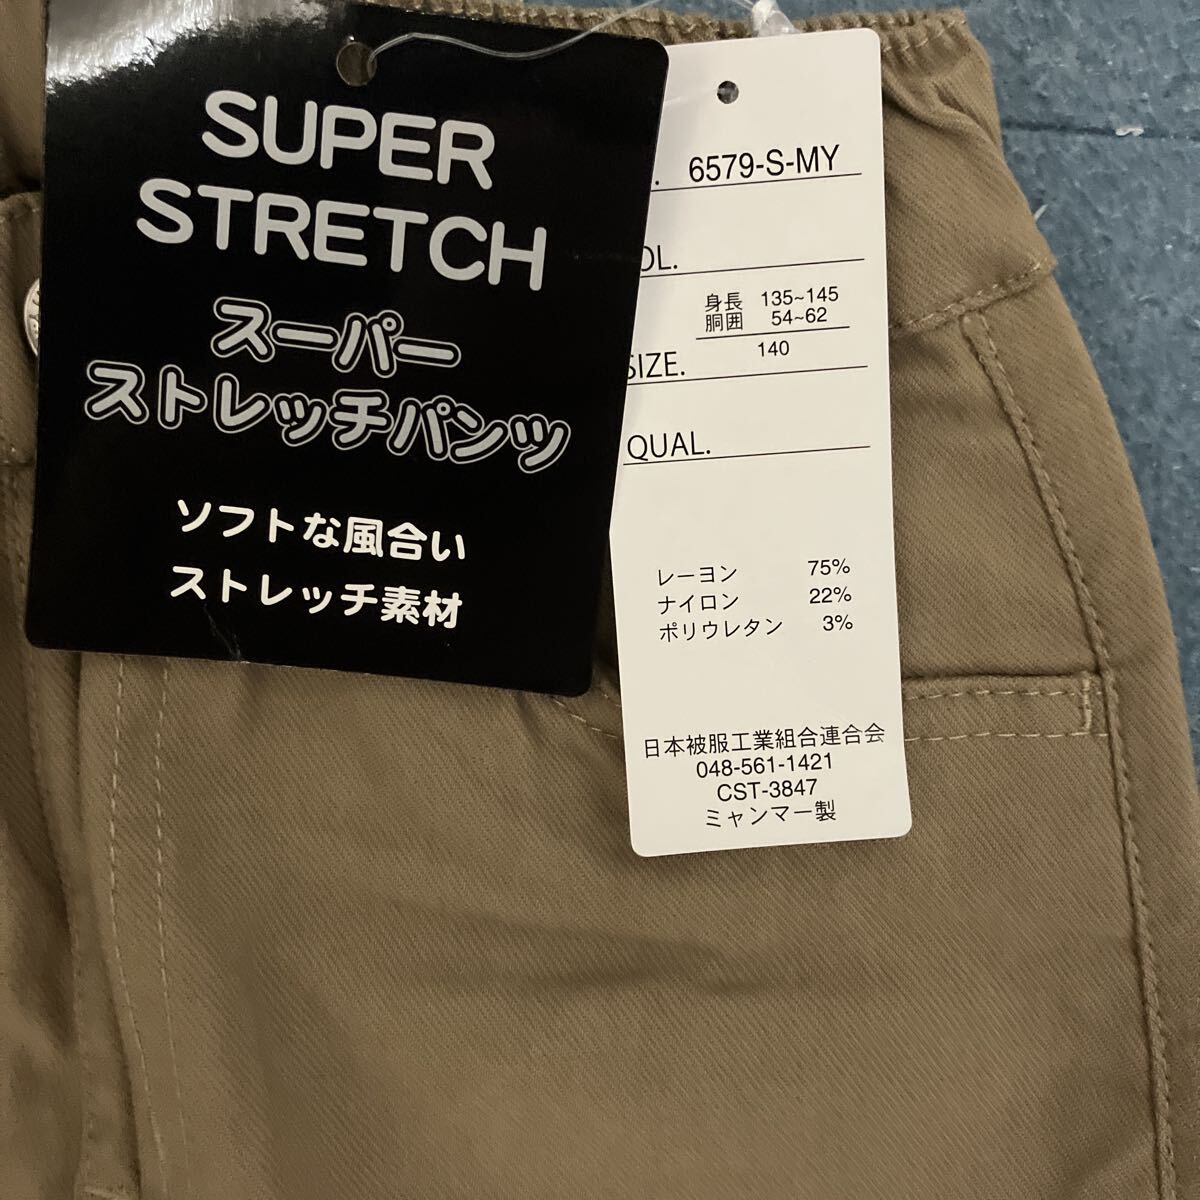 SUPER
STRETCH
スーパー
ストレッチパンツ
ソフトな風合い
ストレッチ素材
. 6579-S-MY
OL.
身長 135~145
胴囲 54~62
SIZE. 140
QUAL.
レーヨン 75%
ナイロン 22%
ポリウレタン 3%
日本被服工業組合連合会
048-561-1421
CST-3847
ミャンマー製